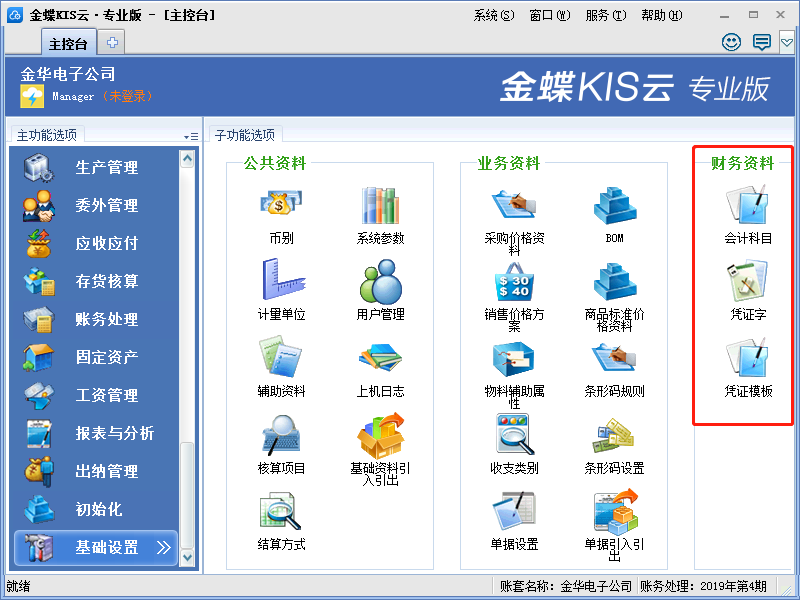 金蝶KIS云·专业版 - [主控台]
系统(S) 窗口(W) 服务(T) 帮助(H)
主控台
金华电子公司
Manager (未登录)
金蝶KIS云 专业版
主功能选项
子功能选项
生产管理
委外管理
应收应付
存货核算
账务处理
固定资产
工资管理
报表与分析
出纳管理
初始化
基础设置
公共资料
币别
系统参数
计量单位
用户管理
辅助资料
上机日志
核算项目
基础资料引
入引出
结算方式
业务资料
采购价格资
料
BOM
$ 30
$ 40
销售价格方
案
商品标准价
格资料
物料辅助属
性
条形码规则
收支类别
条形码设置
单据设置
单据引入引
出
财务资料
会计科目
凭证字
凭证模板
就绪
账套名称: 金华电子公司
账务处理: 2019年第4期